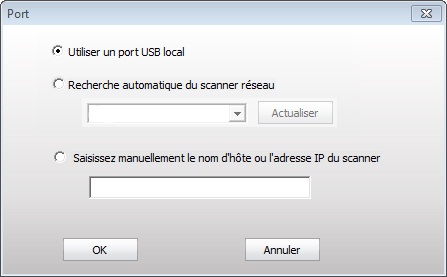 Port
Utiliser un port USB local
Recherche automatique du scanner réseau
Actualiser
Saisissez manuellement le nom d'hôte ou l'adresse IP du scanner
OK
Annuler